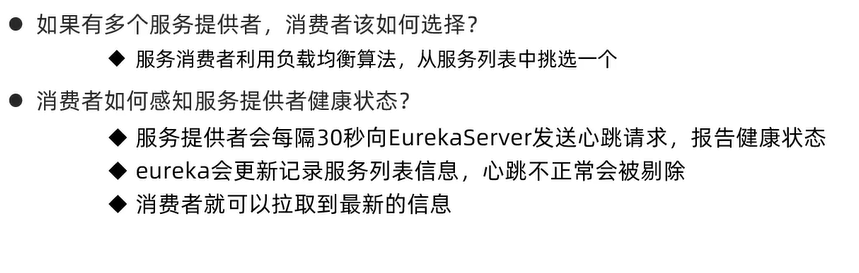 ● 如果有多个服务提供者，消费者该如何选择？
◆ 服务消费者利用负载均衡算法，从服务列表中挑选一个
● 消费者如何感知服务提供者健康状态？
◆ 服务提供者会每隔30秒向EurekaServer发送心跳请求，报告健康状态
◆ eureka会更新记录服务列表信息，心跳不正常会被剔除
◆ 消费者就可以拉取到最新的信息